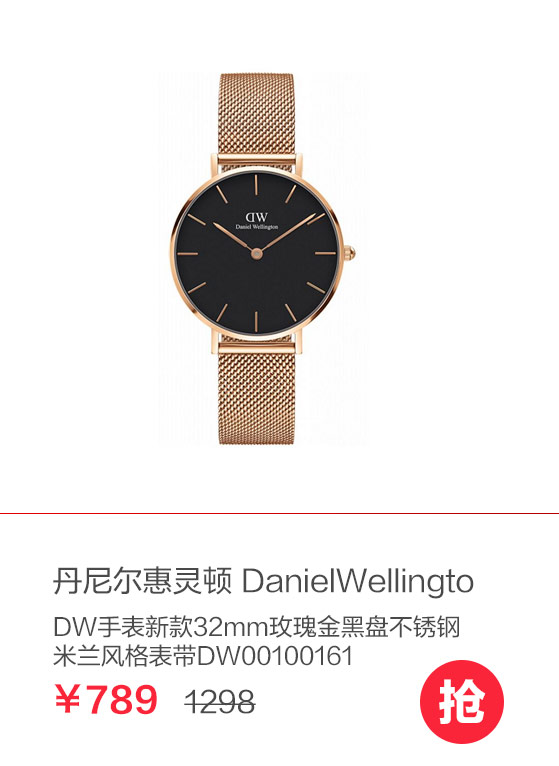 DW
Daniel Wellington
丹尼尔惠灵顿 DanielWellingto
DW手表新款32mm玫瑰金黑盘不锈钢
米兰风格表带DW00100161
￥789 1298
抢